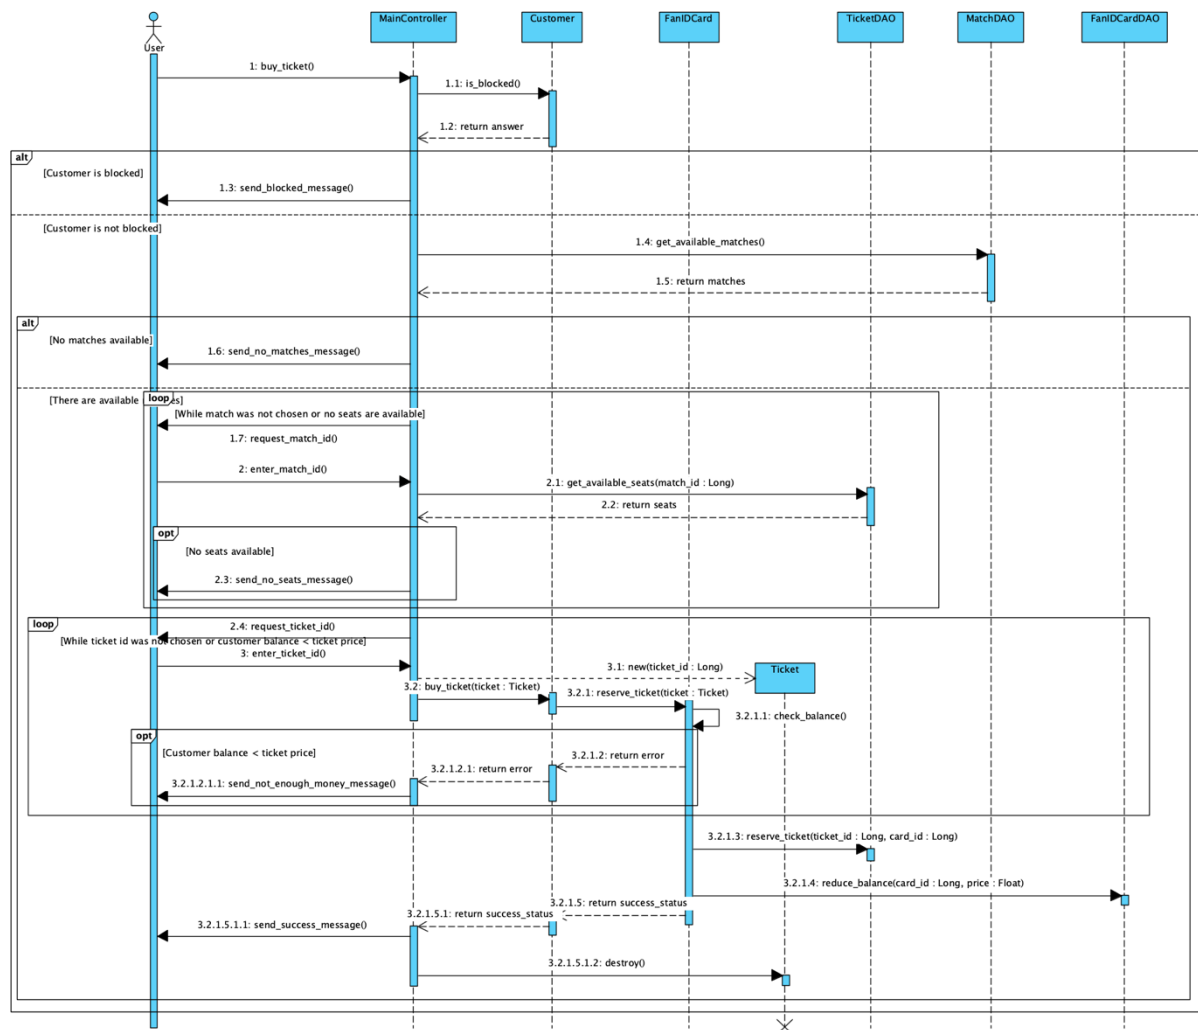 MainController
Customer
FanIDCard
TicketDAO
MatchDAO
FanIDCardDAO
User
1: buy_ticket()
1.1: is_blocked()
1.2: return answer
alt
[Customer is blocked]
1.3: send_blocked_message()
[Customer is not blocked]
1.4: get_available_matches()
1.5: return matches
alt
[No matches available]
1.6: send_no_matches_message()
[There are available es]
loop
[While match was not chosen or no seats are available]
1.7: request_match_id()
2: enter_match_id()
2.1: get_available_seats(match_id : Long)
2.2: return seats
opt
[No seats available]
2.3: send_no_seats_message()
loop
2.4: request_ticket_id()
[While ticket id was not chosen or customer balance < ticket price]
3: enter_ticket_id()
3.1: new(ticket_id : Long)
Ticket
3.2: buy_ticket(ticket : Ticket)
3.2.1: reserve_ticket(ticket : Ticket)
3.2.1.1: check_balance()
opt
[Customer balance < ticket price]
3.2.1.2: return error
3.2.1.2.1: return error
3.2.1.2.1.1: send_not_enough_money_message()
3.2.1.3: reserve_ticket(ticket_id : Long, card_id : Long)
3.2.1.4: reduce_balance(card_id : Long, price : Float)
3.2.1.5: return success_status
3.2.1.5.1: return success_status
3.2.1.5.1.1: send_success_message()
3.2.1.5.1.2: destroy()